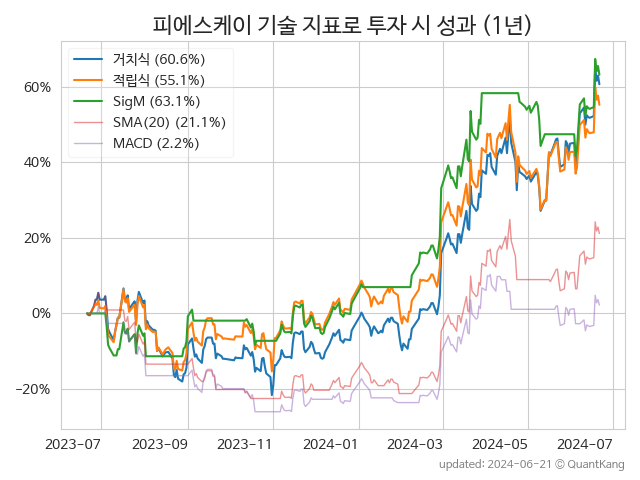 피에스케이 기술 지표로 투자 시 성과 (1년)
거치식 (60.6%)
적립식 (55.1%)
SigM (63.1%)
SMA(20) (21.1%)
MACD (2.2%)
60%
40%
20%
0%
−20%
2023-07 2023-09 2023-11 2024-01 2024-03 2024-05 2024-07
updated: 2024-06-21 © QuantKang